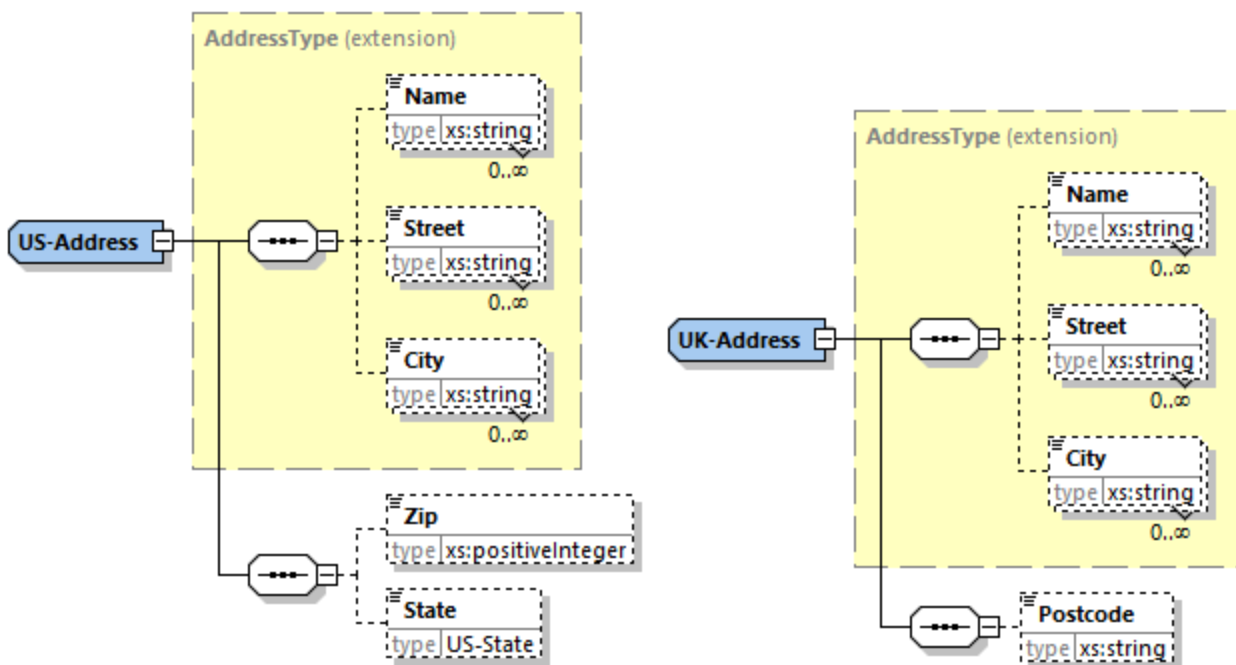 AddressType (extension)
Name
type xs:string
0..∞
US-Address
Street
type xs:string
0..∞
City
type xs:string
0..∞
Zip
type xs:positiveInteger
State
type US-State
AddressType (extension)
Name
type xs:string
0..∞
UK-Address
Street
type xs:string
0..∞
City
type xs:string
0..∞
Postcode
type xs:string